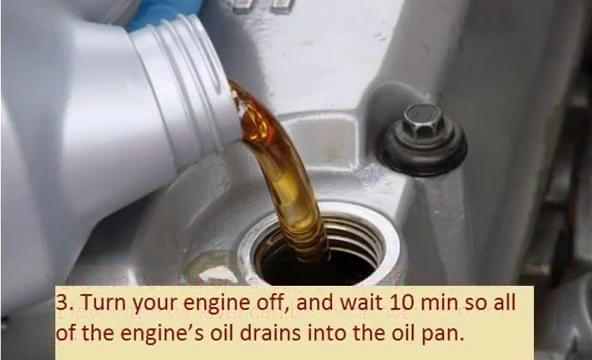 3. Turn your engine off, and wait 10 min so all
of the engine's oil drains into the oil pan.